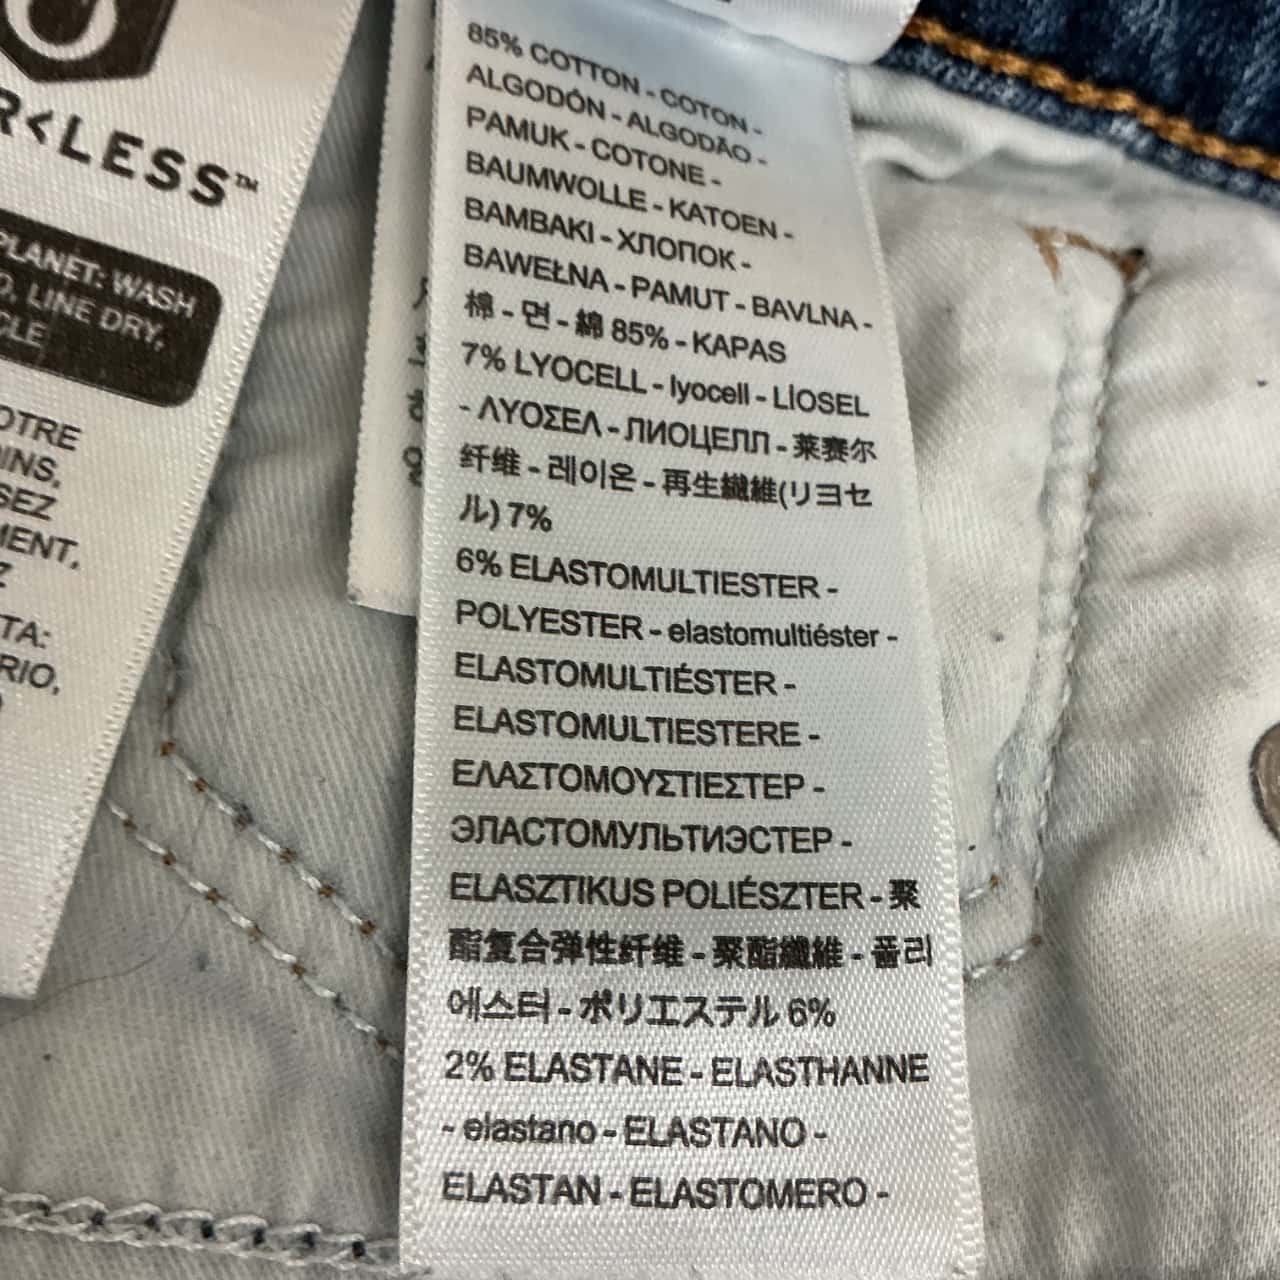 R<LESS™
PLANET: WASH
LINE DRY,
CLE
OTRE
INS,
SEZ
MENT,
Z
TA:
RIO,
85% COTTON - COTON -
ALGODÓN - ALGODÃO -
PAMUK - COTONE -
BAUMWOLLE - KATOEN -
BAMBAKI - ХЛОПОК -
BAWEŁNA - PAMUT - BAVLNA -
棉 - 면 - 綿 85% - KAPAS
7% LYOCELL - lyocell - LİOSEL
- ΛΥΟΣΕΛ - ЛИОЦЕЛЛ - 莱赛尔
纤维 - 레이온 - 再生繊維(リヨセ
ル) 7%
6% ELASTOMULTIESTER -
POLYESTER - elastomultiéster -
ELASTOMULTIÉSTER -
ELASTOMULTIESTERE -
ΕΛΑΣΤΟΜΟΥΣΤΙΕΣΤΕΡ -
ЭЛАСТОМУЛЬТИЭСТЕР -
ELASZTIKUS POLIÉSZTER - 聚
酯复合弹性纤维 - 聚酯纖維 - 폴리
에스터 - ポリエステル 6%
2% ELASTANE - ELASTHANNE
- elastano - ELASTANO -
ELASTAN - ELASTOMERO -